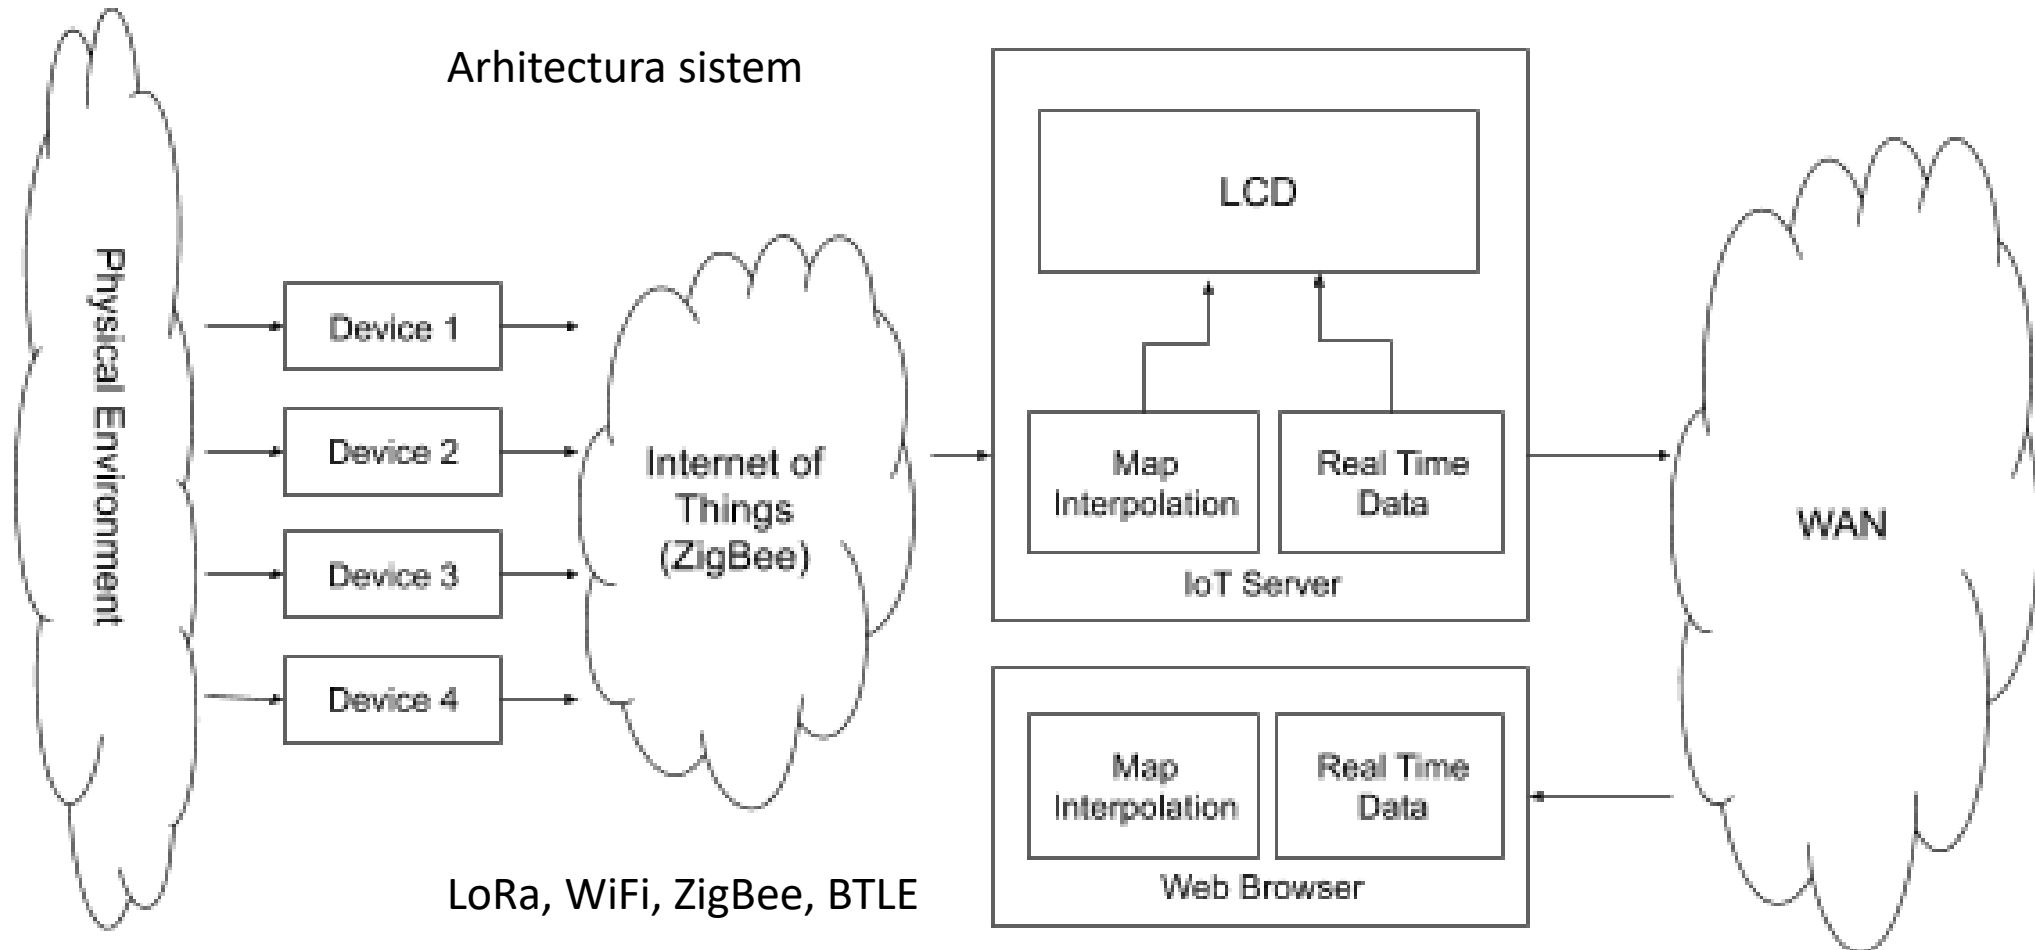 Arhitectura sistem
Physical Environment
Device 1
Device 2
Device 3
Device 4
Internet of
Things
(ZigBee)
LoRa, WiFi, ZigBee, BTLE
LCD
Map
Interpolation
Real Time
Data
IoT Server
Map
Interpolation
Real Time
Data
Web Browser
WAN